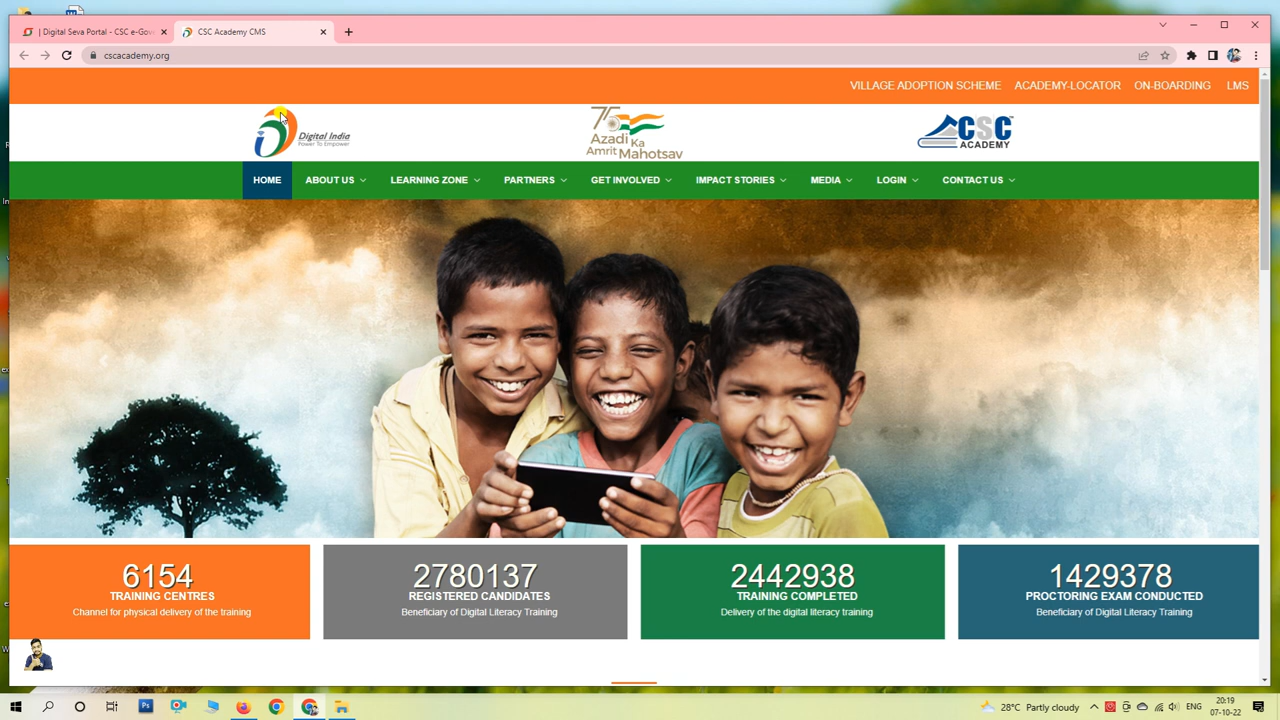 | Digital Seva Portal - CSC e-Gov
CSC Academy CMS
cscacademy.org
VILLAGE ADOPTION SCHEME ACADEMY-LOCATOR ON-BOARDING LMS
Digital India
Power To Empower
75
Azadi Ka
Amrit Mahotsav
CSC
ACADEMY
HOME ABOUT US LEARNING ZONE PARTNERS GET INVOLVED IMPACT STORIES MEDIA LOGIN CONTACT US
6154
TRAINING CENTRES
Channel for physical delivery of the training
2780137
REGISTERED CANDIDATES
Beneficiary of Digital Literacy Training
2442938
TRAINING COMPLETED
Delivery of the digital literacy training
1429378
PROCTORING EXAM CONDUCTED
Beneficiary of Digital Literacy Training
28°C Partly cloudy
ENG
20:19
07-10-22